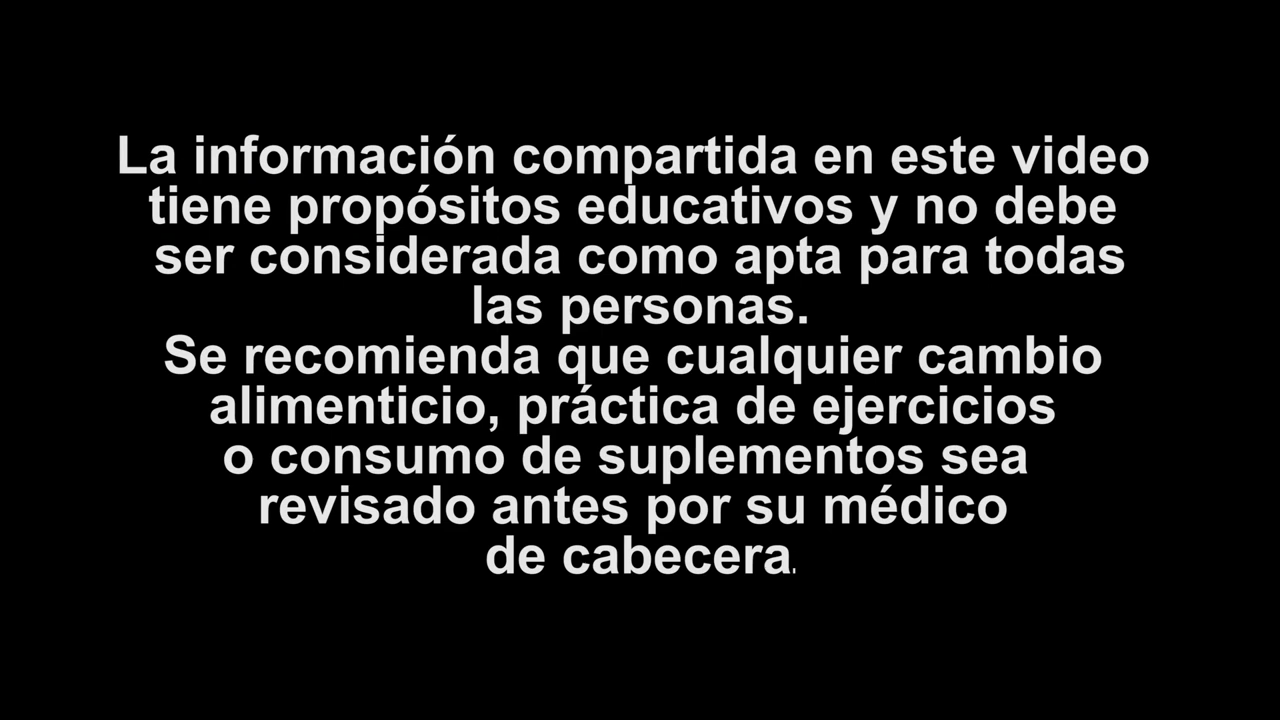 La información compartida en este video
tiene propósitos educativos y no debe
ser considerada como apta para todas
las personas.
Se recomienda que cualquier cambio
alimenticio, práctica de ejercicios
o consumo de suplementos sea
revisado antes por su médico
de cabecera.